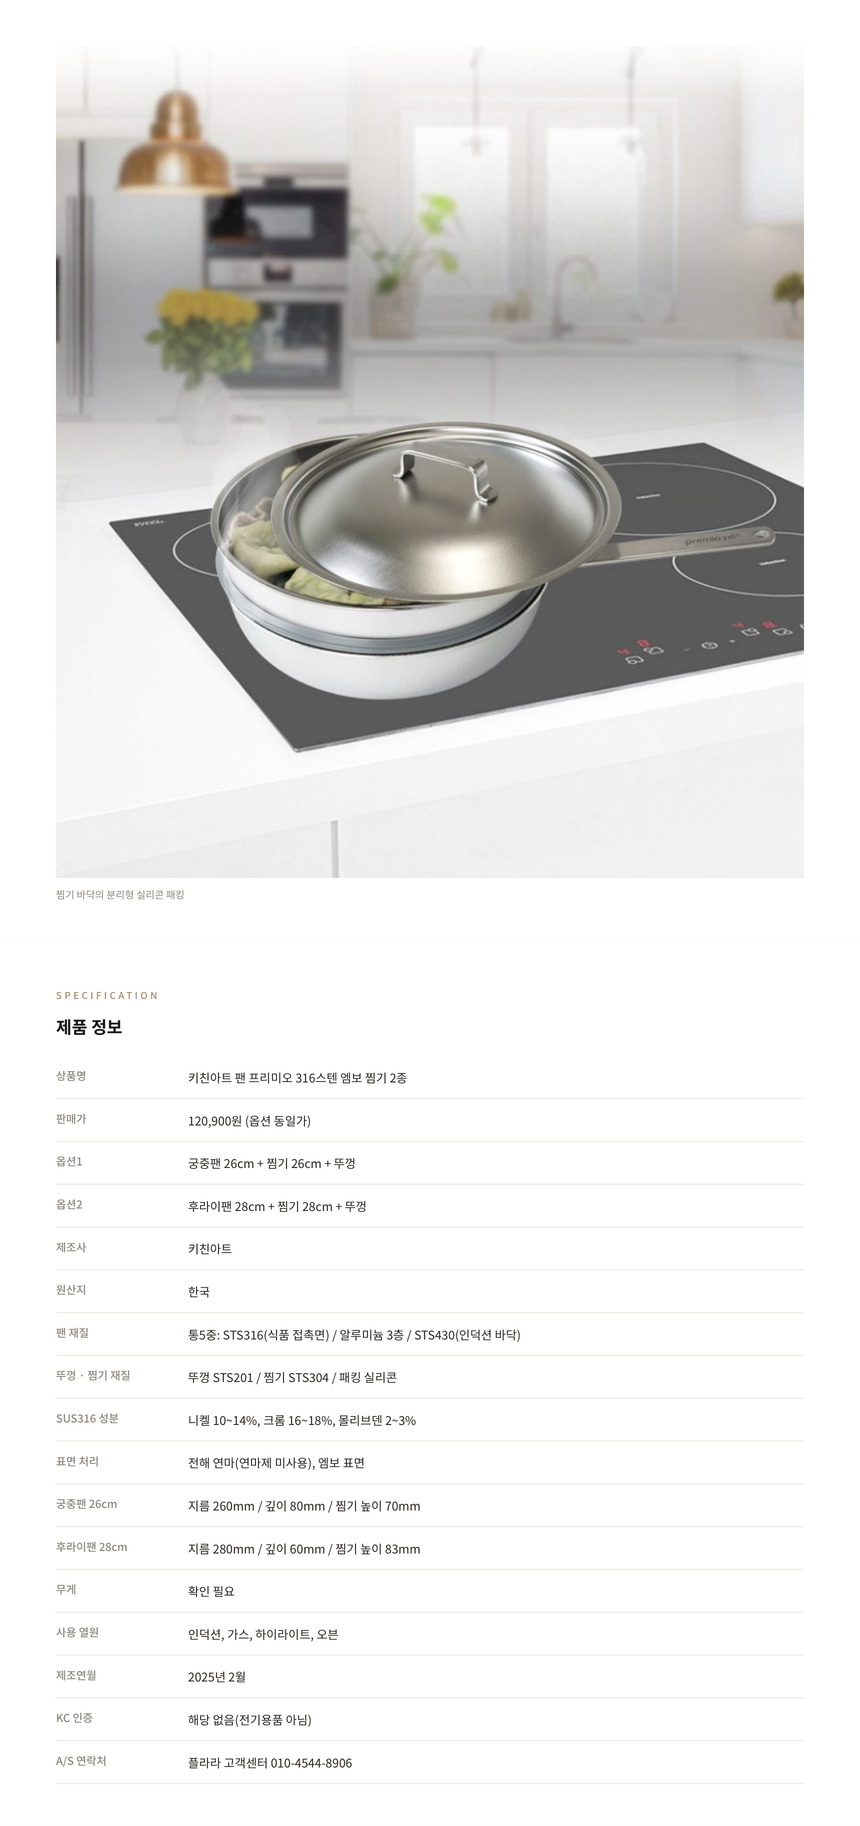 premio 316
induction
induction
찜기 바닥의 분리형 실리콘 패킹
SPECIFICATION
제품 정보
상품명 키친아트 팬 프리미오 316스텐 엠보 찜기 2종
판매가 120,900원 (옵션 동일가)
옵션1 궁중팬 26cm + 찜기 26cm + 뚜껑
옵션2 후라이팬 28cm + 찜기 28cm + 뚜껑
제조사 키친아트
원산지 한국
팬 재질 통5중: STS316(식품 접촉면) / 알루미늄 3층 / STS430(인덕션 바닥)
뚜껑 · 찜기 재질 뚜껑 STS201 / 찜기 STS304 / 패킹 실리콘
SUS316 성분 니켈 10~14%, 크롬 16~18%, 몰리브덴 2~3%
표면 처리 전해 연마(연마제 미사용), 엠보 표면
궁중팬 26cm 지름 260mm / 깊이 80mm / 찜기 높이 70mm
후라이팬 28cm 지름 280mm / 깊이 60mm / 찜기 높이 83mm
무게 확인 필요
사용 열원 인덕션, 가스, 하이라이트, 오븐
제조연월 2025년 2월
KC 인증 해당 없음(전기용품 아님)
A/S 연락처 플라라 고객센터 010-4544-8906